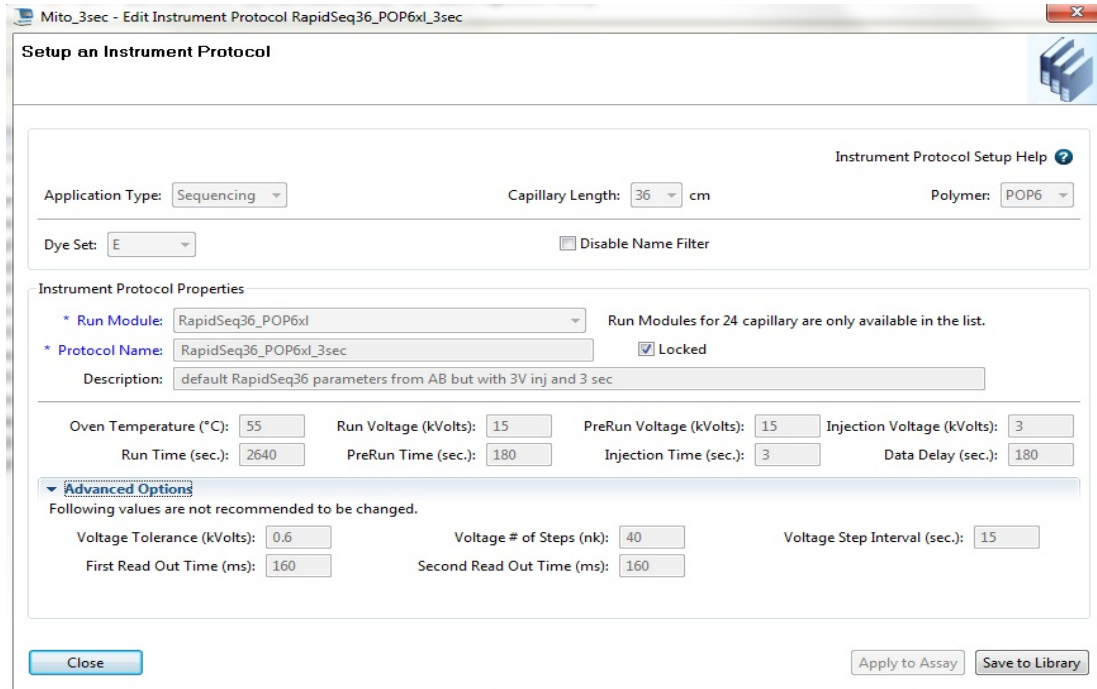 Mito_3sec - Edit Instrument Protocol RapidSeq36_POP6xl_3sec
Setup an Instrument Protocol
Instrument Protocol Setup Help ?
Application Type: Sequencing Capillary Length: 36 cm Polymer: POP6
Dye Set: E Disable Name Filter
Instrument Protocol Properties
* Run Module: RapidSeq36_POP6xl Run Modules for 24 capillary are only available in the list.
* Protocol Name: RapidSeq36_POP6xl_3sec Locked
Description: default RapidSeq36 parameters from AB but with 3V inj and 3 sec
Oven Temperature (°C): 55 Run Voltage (kVolts): 15 PreRun Voltage (kVolts): 15 Injection Voltage (kVolts): 3
Run Time (sec.): 2640 PreRun Time (sec.): 180 Injection Time (sec.): 3 Data Delay (sec.): 180
Advanced Options
Following values are not recommended to be changed.
Voltage Tolerance (kVolts): 0.6 Voltage # of Steps (nk): 40 Voltage Step Interval (sec.): 15
First Read Out Time (ms): 160 Second Read Out Time (ms): 160
Close Apply to Assay Save to Library